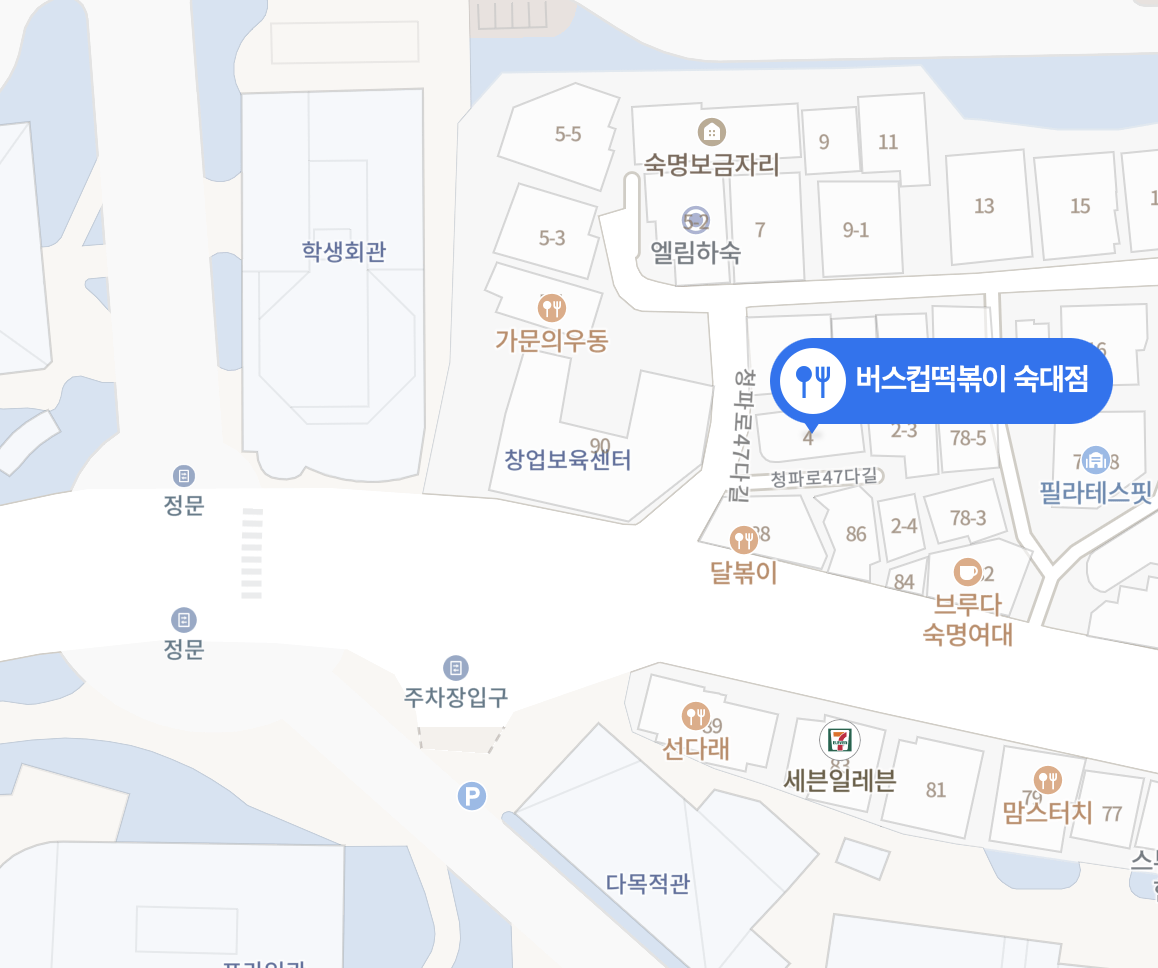 5-5
숙명보금자리
9
11
13
15
5-3
5-2
엘림하숙
7
9-1
학생회관
가문의우동
버스컵떡볶이 숙대점
청파로47다길
4
2-3
78-5
90
창업보육센터
청파로47다길
필라테스핏
정문
88
86
2-4
78-3
달볶이
84
브루다
숙명여대
정문
주차장입구
선다래
세븐일레븐
83
81
79
맘스터치
77
P
다목적관